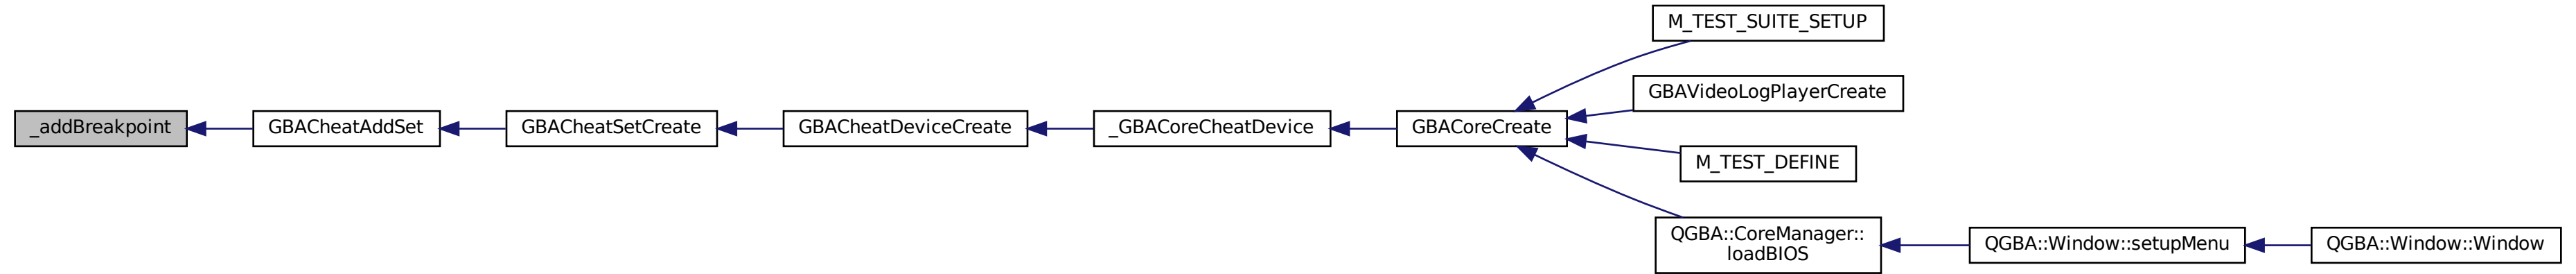 _addBreakpoint
GBACheatAddSet
GBACheatSetCreate
GBACheatDeviceCreate
_GBACoreCheatDevice
GBACoreCreate
M_TEST_SUITE_SETUP
GBAVideoLogPlayerCreate
M_TEST_DEFINE
QGBA::CoreManager::
loadBIOS
QGBA::Window::setupMenu
QGBA::Window::Window